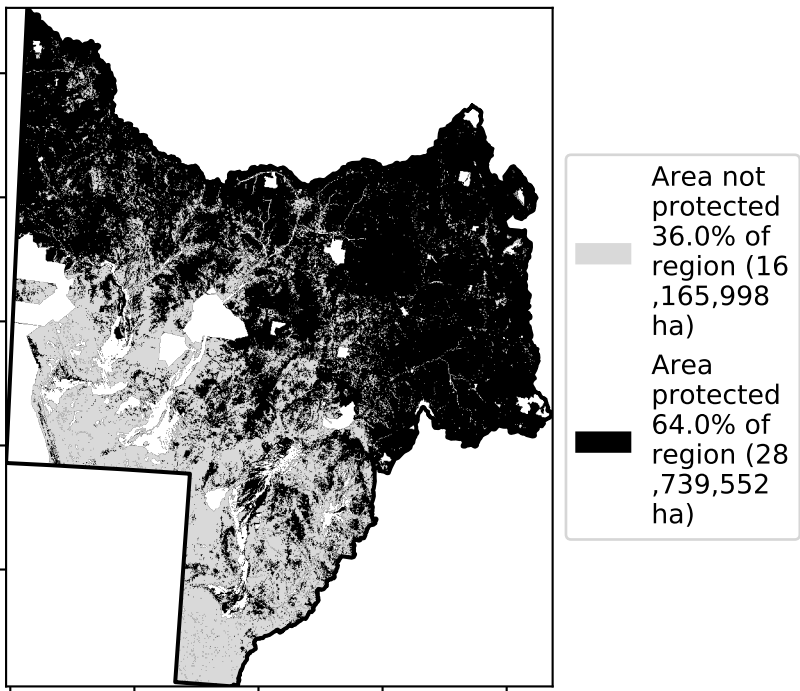 Area not
protected
36.0% of
region (16
,165,998
ha)
Area
protected
64.0% of
region (28
,739,552
ha)